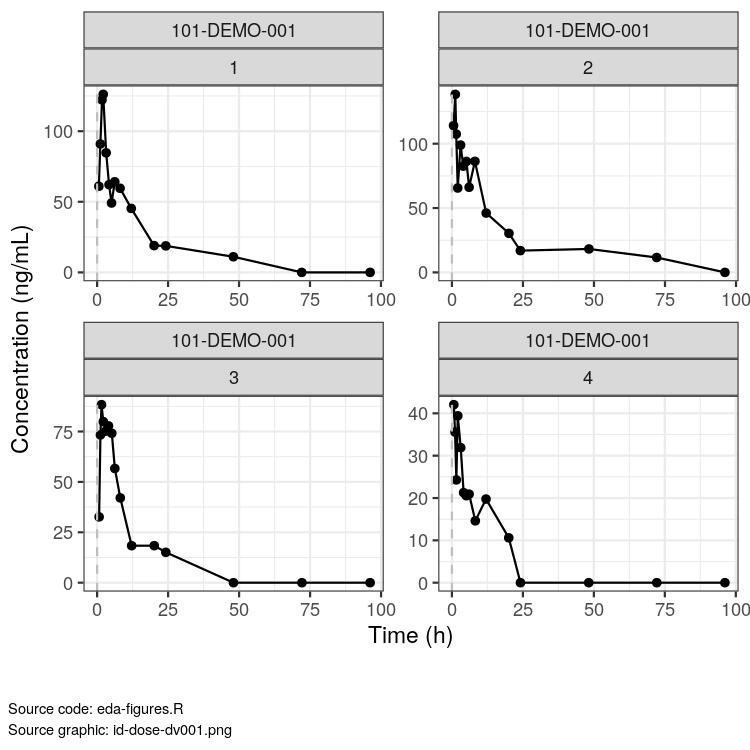 101-DEMO-001
101-DEMO-001
1
2
100
50
0
100
50
0
0 25 50 75 100
0 25 50 75 100
Concentration (ng/mL)
101-DEMO-001
101-DEMO-001
3
4
75
50
25
0
40
30
20
10
0
0 25 50 75 100
0 25 50 75 100
Time (h)
Source code: eda-figures.R
Source graphic: id-dose-dv001.png